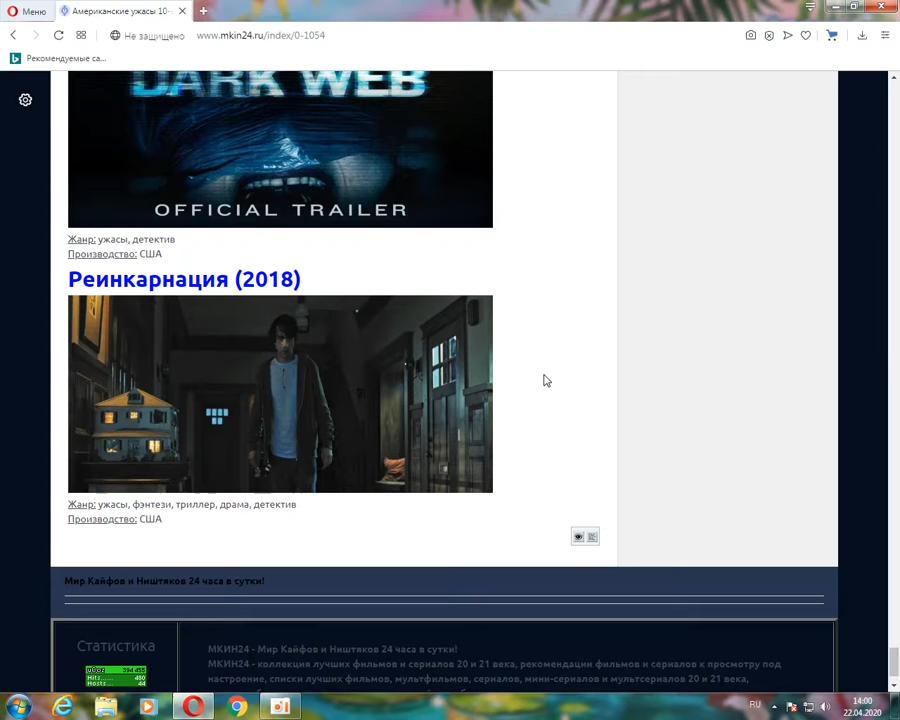 Меню
Американские ужасы 10-
Не защищено
www.mkin24.ru/index/0-1054
Рекомендуемые са...
DARK WEB
OFFICIAL TRAILER
Жанр: ужасы, детектив
Производство: США
Реинкарнация (2018)
Жанр: ужасы, фэнтези, триллер, драма, детектив
Производство: США
Мир Кайфов и Ништяков 24 часа в сутки!
Статистика
МКИН24 - Мир Кайфов и Ништяков 24 часа в сутки!
МКИН24 - коллекция лучших фильмов и сериалов 20 и 21 века, рекомендации фильмов и сериалов к просмотру под
настроение, списки лучших фильмов, мультфильмов, сериалов, мини-сериалов и мультсериалов 20 и 21 века,
Hits...... 480
Hosts..... 44
RU
14:00
22.04.2020